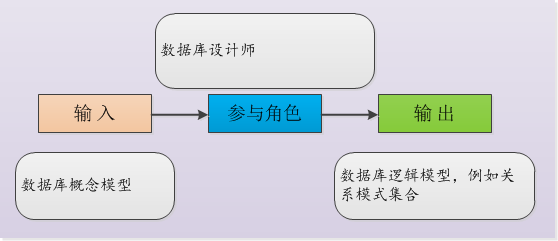 数据库设计师
输 入
参与角色
输 出
数据库概念模型
数据库逻辑模型，例如关
系模式集合